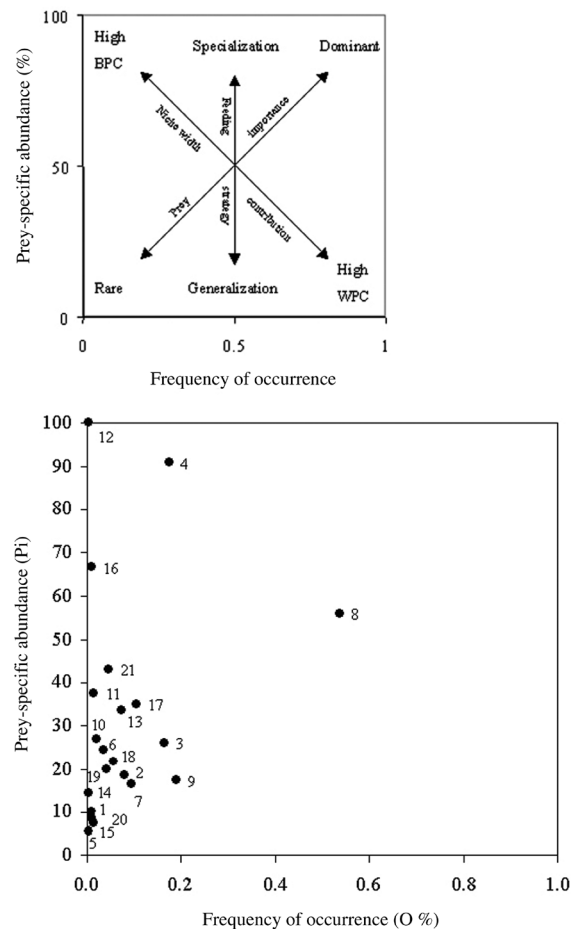 100
High
BPC
Specialization
Dominant
Prey-specific abundance (%)
Niche width
Feeding
importance
50
Prey
strategy
contribution
High
WPC
Rare
Generalization
0
0
0.5
1
Frequency of occurrence
100
12
90
4
80
70
16
60
8
50
Prey-specific abundance (Pi)
21
40
11
17
13
30
10
6
3
18
20
19
2
9
14
7
10
1
20
15
0
5
0.0
0.2
0.4
0.6
0.8
1.0
Frequency of occurrence (O %)